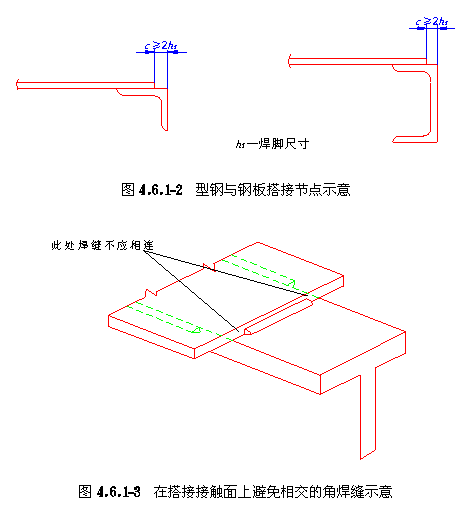 c≥2hf
c≥2hf
hf—焊脚尺寸
图 4.6.1-2 型钢与钢板搭接节点示意
此处焊缝不应相连
图 4.6.1-3 在搭接接触面上避免相交的角焊缝示意